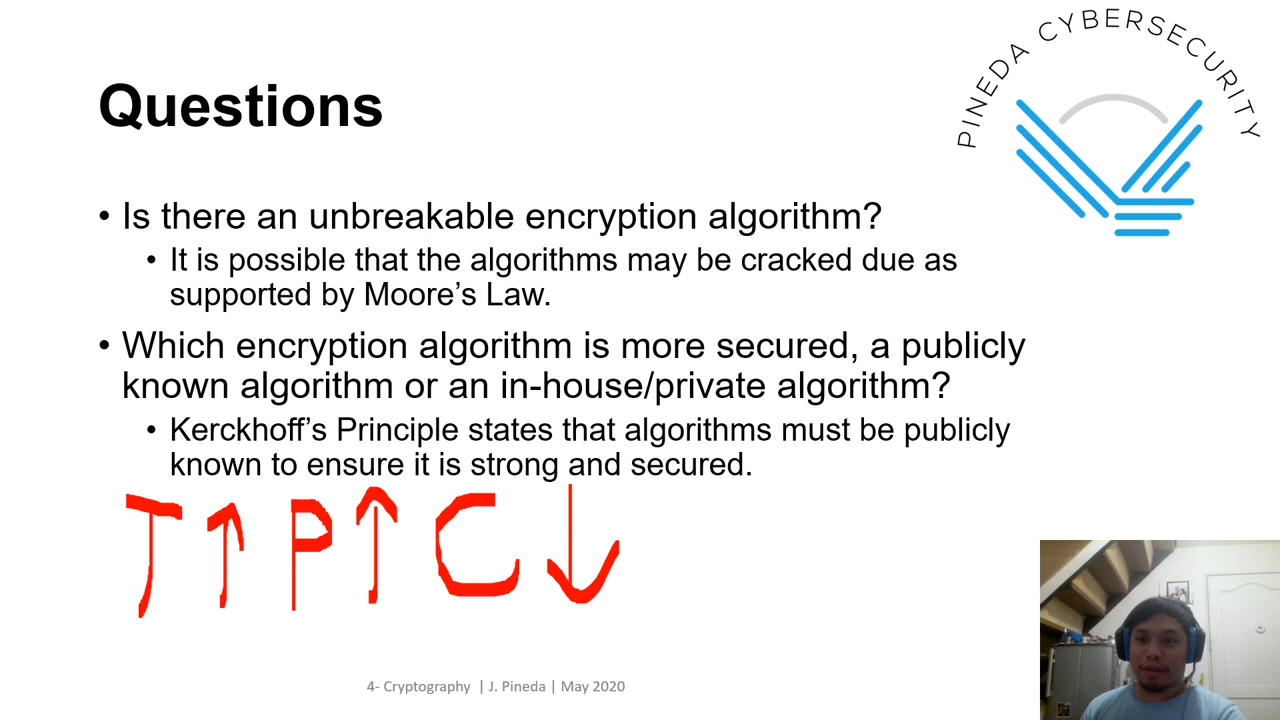 PINEDA CYBERSECURITY
Questions
• Is there an unbreakable encryption algorithm?
• It is possible that the algorithms may be cracked due as
supported by Moore's Law.
• Which encryption algorithm is more secured, a publicly
known algorithm or an in-house/private algorithm?
• Kerckhoff's Principle states that algorithms must be publicly
known to ensure it is strong and secured.
T↑ P↑ C↓
4- Cryptography | J. Pineda | May 2020